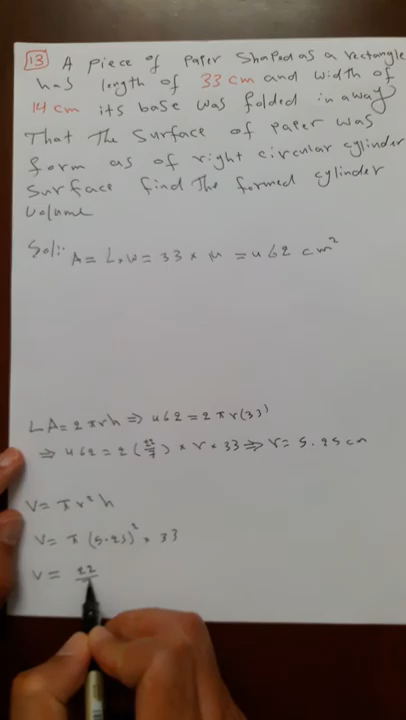 13 A piece of paper shaped as a rectangle
has length of 33 cm and width of
14 cm its base was folded in a way
That The surface of paper was
form as of right circular cylinder
surface find The formed cylinder
volume
Sol:- A = L × W = 33 × 14 = 462 cm²
LA = 2πrh ⇒ 462 = 2πr(33)
⇒ 462 = 2(22/7) × r × 33 ⇒ r = 5.25 cm
V = πr²h
V = π(5.25)² × 33
V = 22